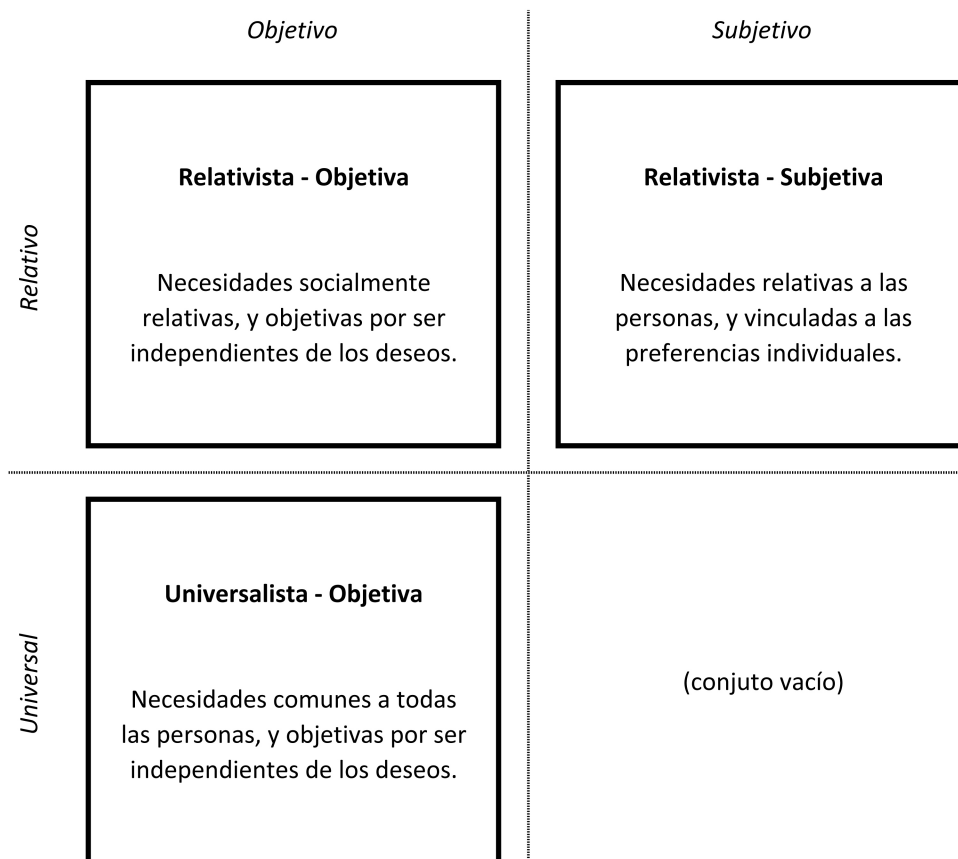 Objetivo
Subjetivo
Relativo
Relativista - Objetiva
Necesidades socialmente
relativas, y objetivas por ser
independientes de los deseos.
Relativista - Subjetiva
Necesidades relativas a las
personas, y vinculadas a las
preferencias individuales.
Universal
Universalista - Objetiva
Necesidades comunes a todas
las personas, y objetivas por ser
independientes de los deseos.
(conjuto vacío)